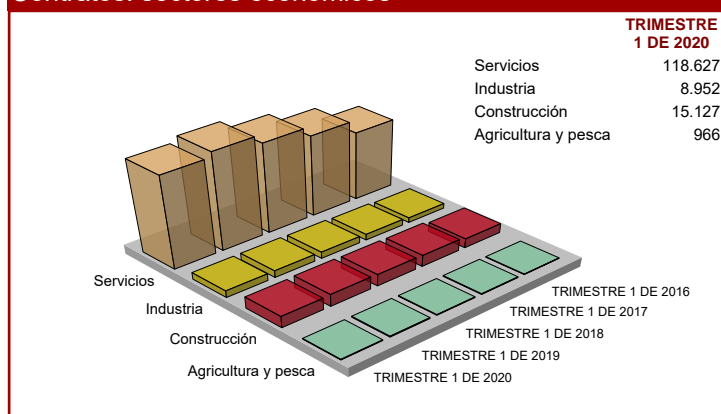 TRIMESTRE
1 DE 2020
Servicios 118.627
Industria 8.952
Construcción 15.127
Agricultura y pesca 966
Servicios
Industria
Construcción
Agricultura y pesca
TRIMESTRE 1 DE 2016
TRIMESTRE 1 DE 2017
TRIMESTRE 1 DE 2018
TRIMESTRE 1 DE 2019
TRIMESTRE 1 DE 2020